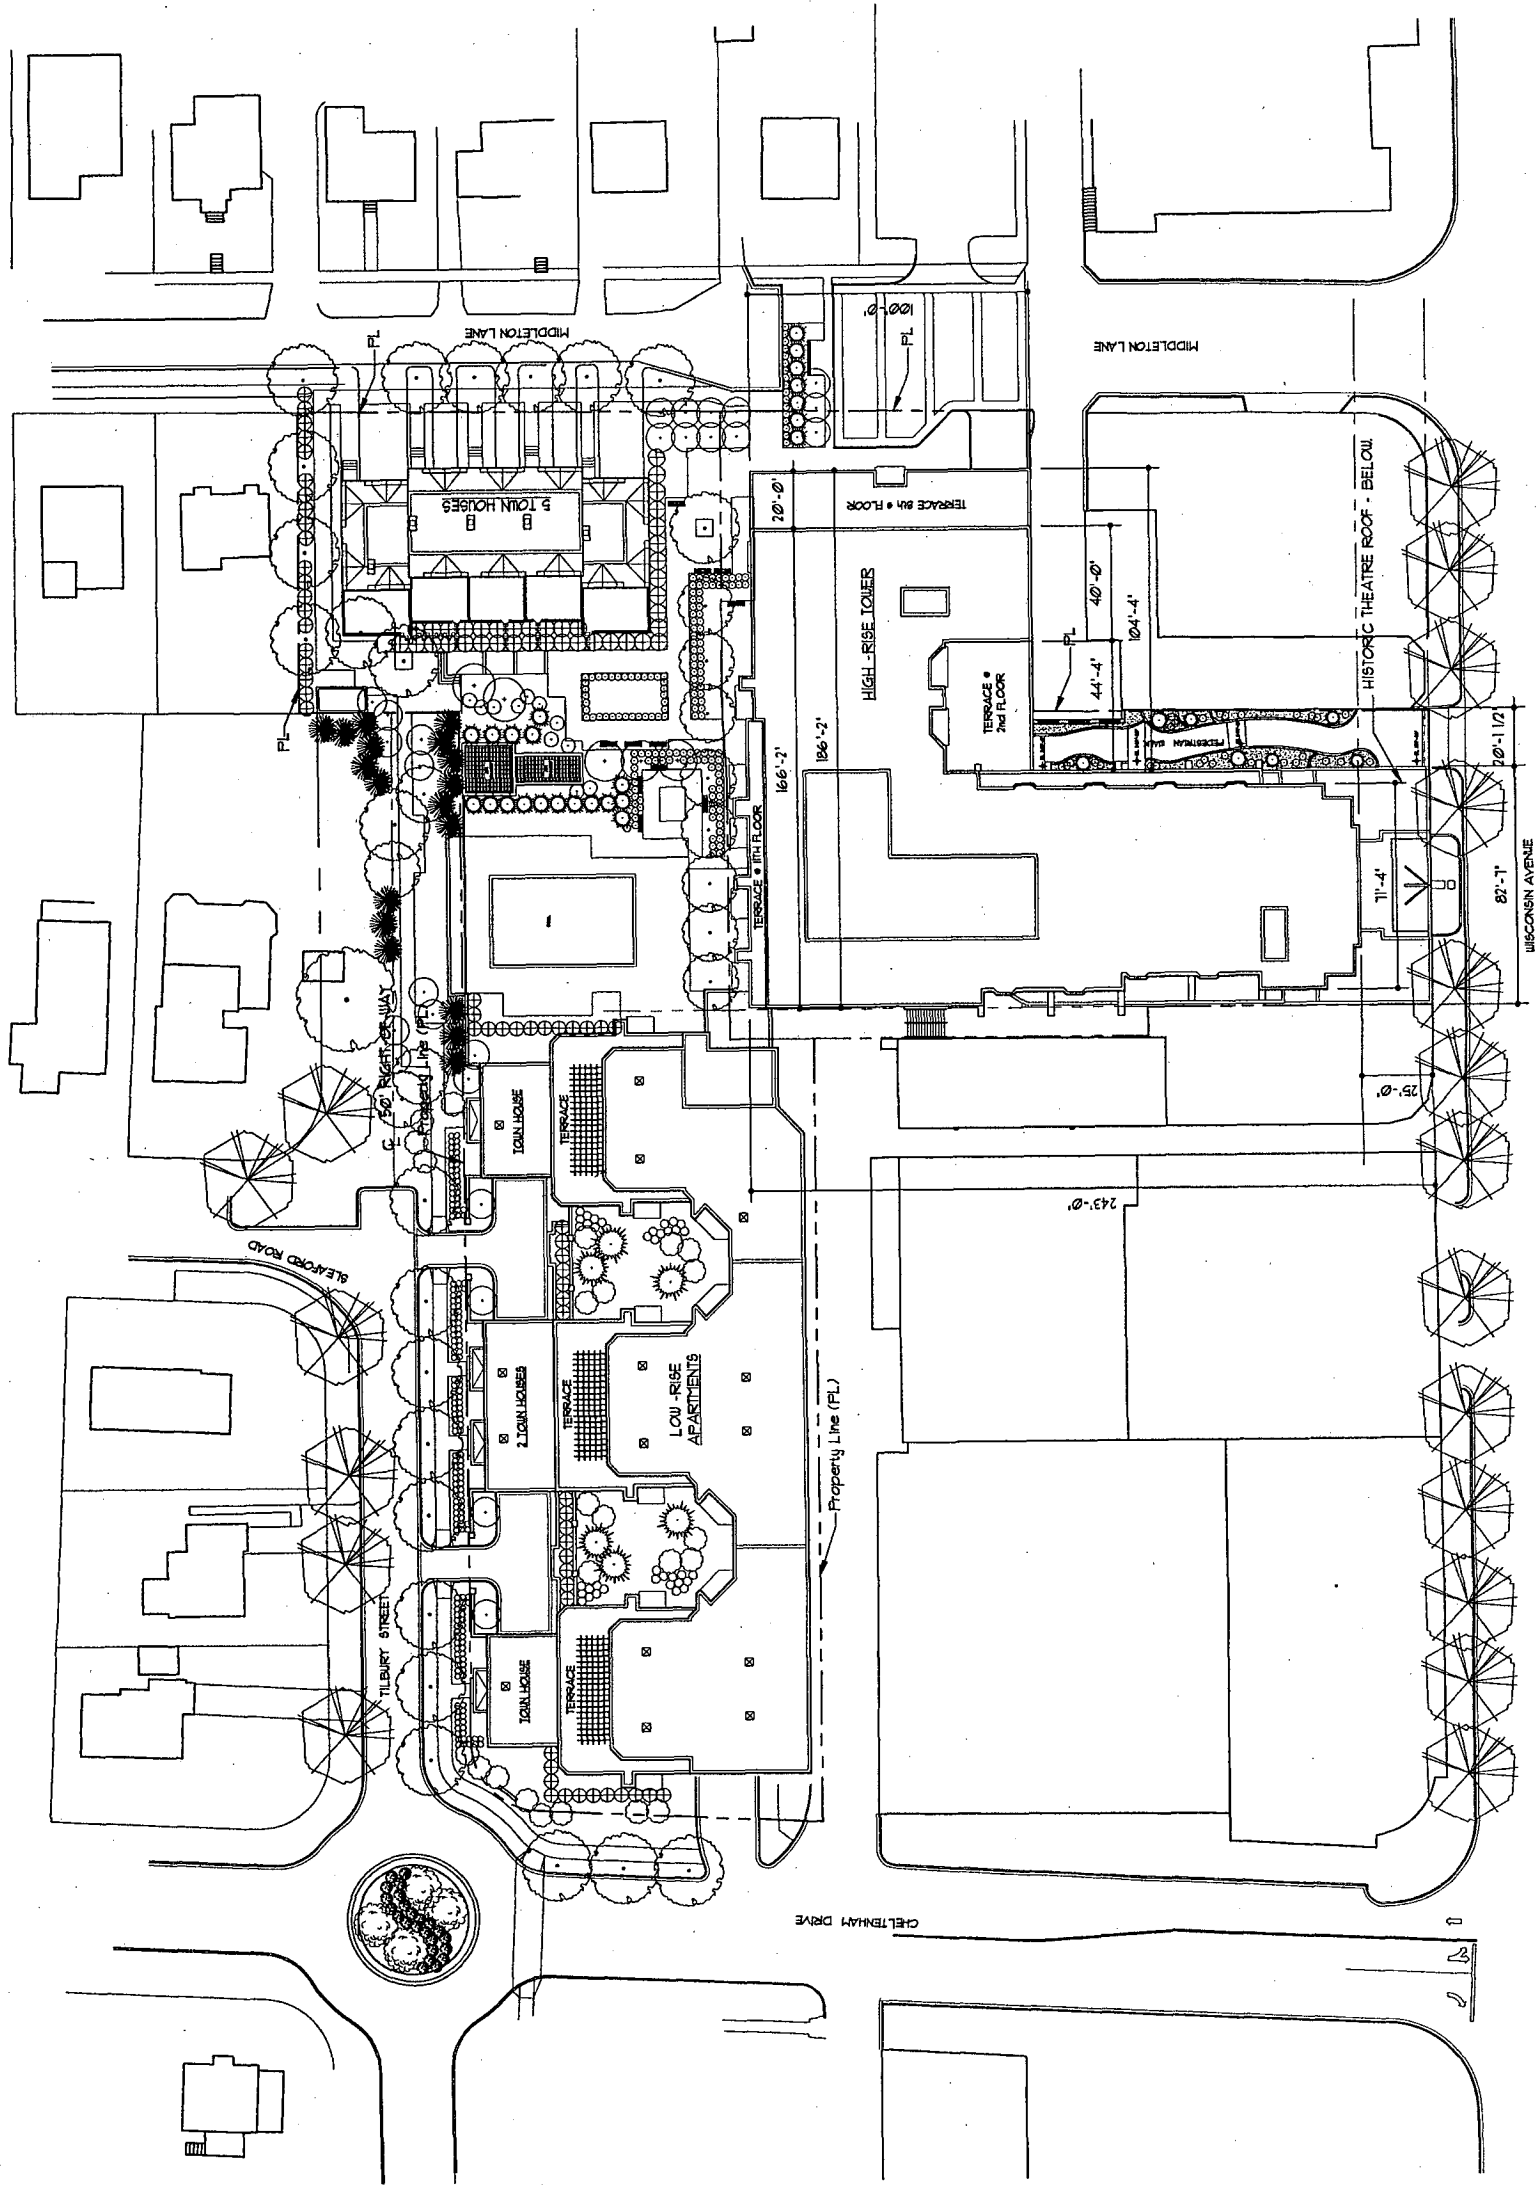 MIDDLETON LANE
PL
100'-0"
PL
MIDDLETON LANE
5 TOWN HOUSES
20'-0"
TERRACE 8th @ FLOOR
HIGH -RISE TOWER
40'-0"
104'-4"
HISTORIC THEATRE ROOF - BELOW.
PL
44'-4"
TERRACE @
2nd FLOOR
PL
186'-2"
166'-2"
PEDESTRIAN WALK
20'-1 1/2"
TERRACE @ 11TH FLOOR
71'-4"
82'-7"
WISCONSIN AVENUE
50' RIGHT OF WAY
Property Line (PL)
TOWN HOUSE
TERRACE
25'-0"
243'-0"
SLEAFORD ROAD
2 TOWN HOUSES
TERRACE
LOW -RISE
APARTMENTS
Property Line (PL)
TILBURY STREET
TOWN HOUSE
TERRACE
CHELTENHAM DRIVE